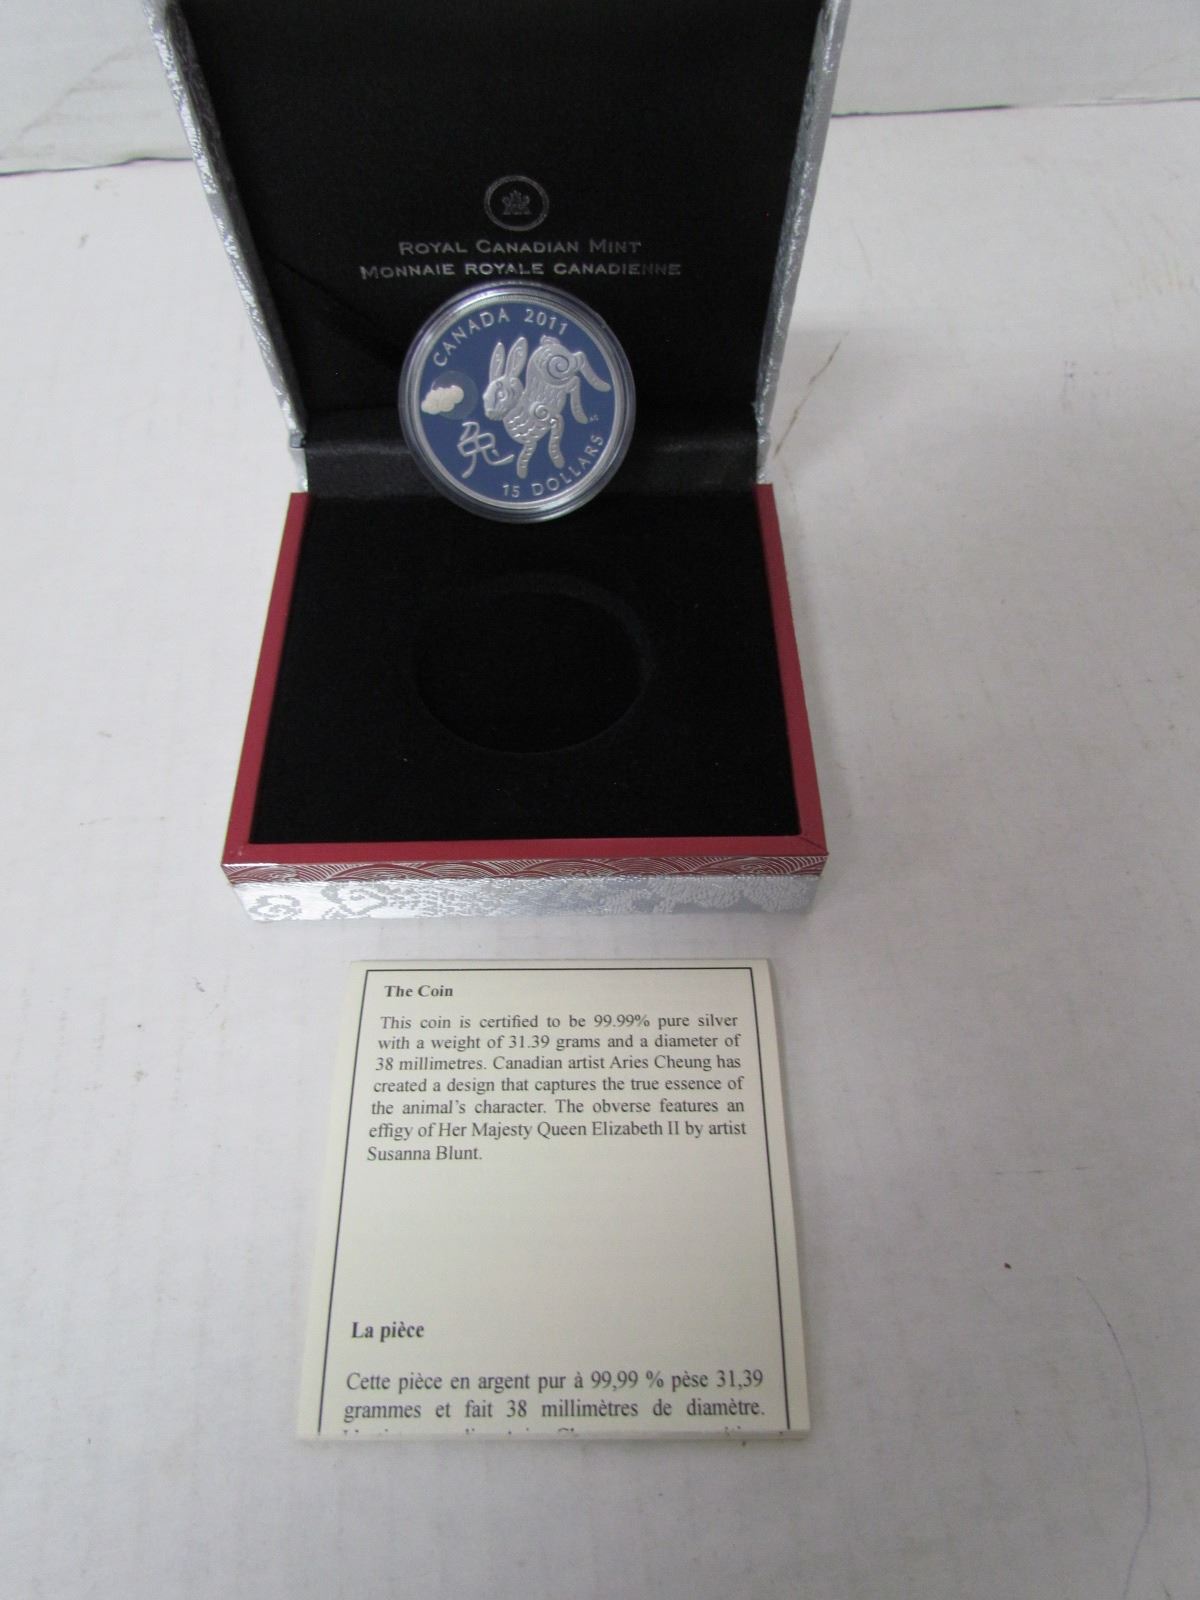 ROYAL CANADIAN MINT
MONNAIE ROYALE CANADIENNE
CANADA 2011
兔
15 DOLLARS
The Coin
This coin is certified to be 99.99% pure silver
with a weight of 31.39 grams and a diameter of
38 millimetres. Canadian artist Aries Cheung has
created a design that captures the true essence of
the animal's character. The obverse features an
effigy of Her Majesty Queen Elizabeth II by artist
Susanna Blunt.
La pièce
Cette pièce en argent pur à 99,99 % pèse 31,39
grammes et fait 38 millimètres de diamètre.